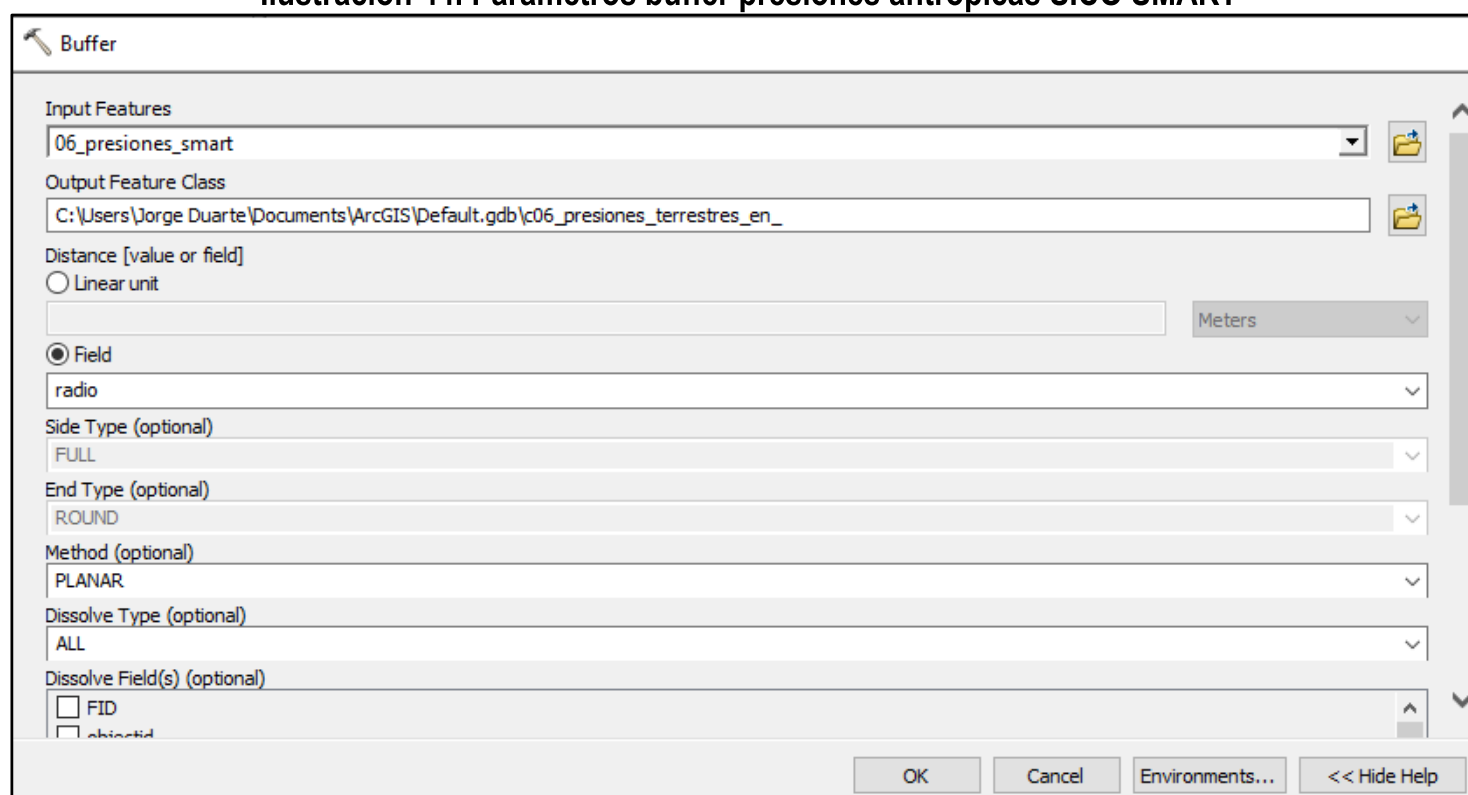 Buffer
Input Features
06_presiones_smart
Output Feature Class
C:\Users\Jorge Duarte\Documents\ArcGIS\Default.gdb\c06_presiones_terrestres_en_
Distance [value or field]
Linear unit
Meters
Field
radio
Side Type (optional)
FULL
End Type (optional)
ROUND
Method (optional)
PLANAR
Dissolve Type (optional)
ALL
Dissolve Field(s) (optional)
FID
objectid
OK Cancel Environments... << Hide Help